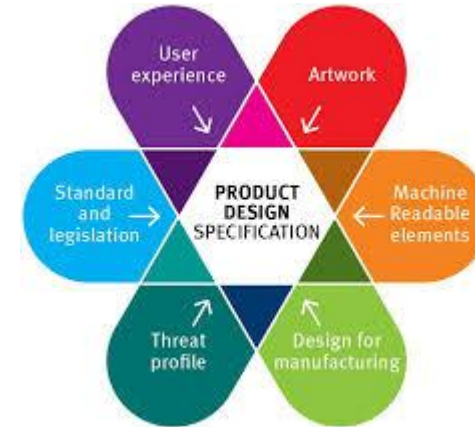 User
experience
Artwork
Standard
and
legislation
PRODUCT
DESIGN
SPECIFICATION
Machine
Readable
elements
Threat
profile
Design for
manufacturing